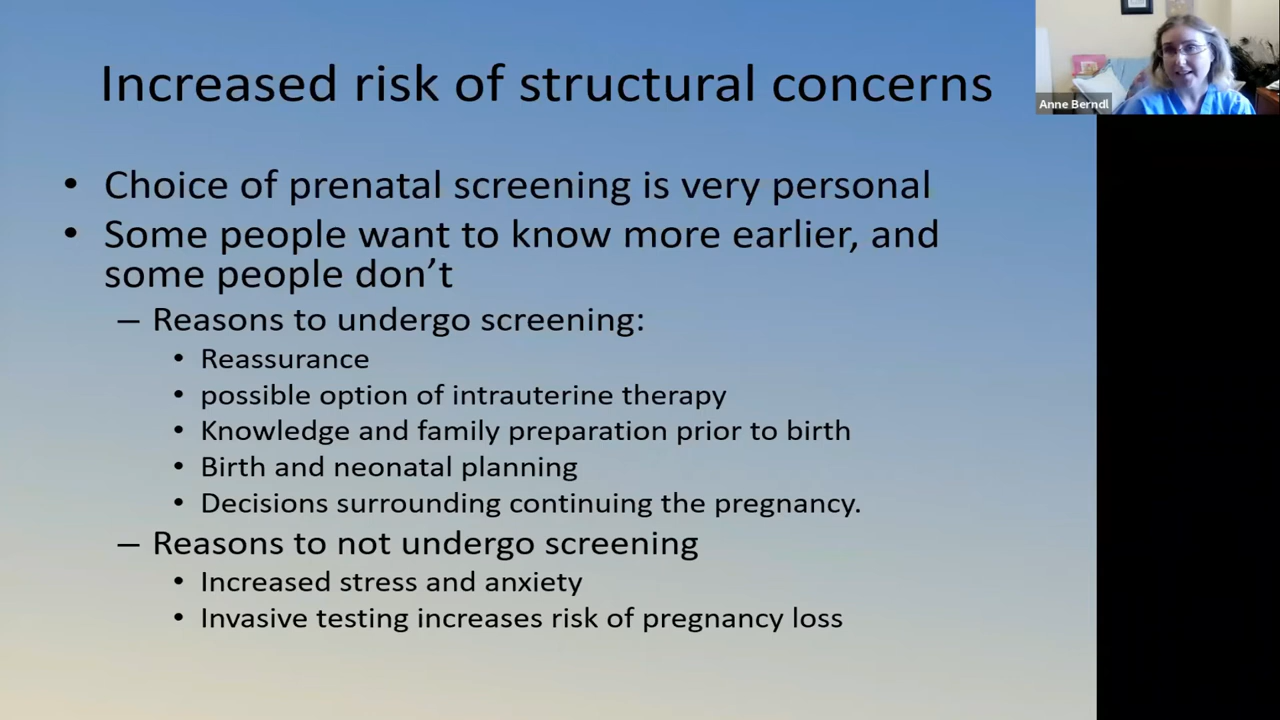 Increased risk of structural concerns
Anne Berndl
• Choice of prenatal screening is very personal
• Some people want to know more earlier, and
some people don’t
– Reasons to undergo screening:
• Reassurance
• possible option of intrauterine therapy
• Knowledge and family preparation prior to birth
• Birth and neonatal planning
• Decisions surrounding continuing the pregnancy.
– Reasons to not undergo screening
• Increased stress and anxiety
• Invasive testing increases risk of pregnancy loss